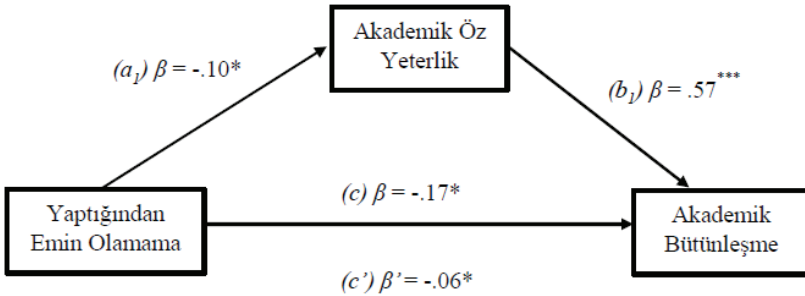 Akademik Öz
Yeterlik
(a₁) β = -.10*
(b₁) β = .57***
Yaptığından
Emin Olamama
(c) β = -.17*
Akademik
Bütünleşme
(c’) β’ = -.06*